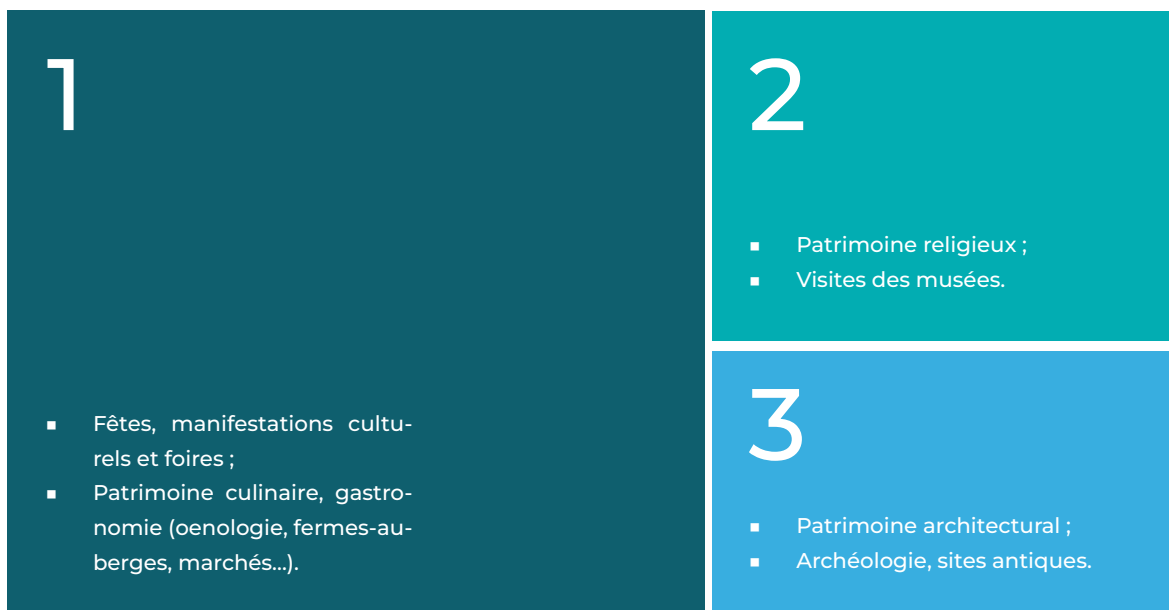 1
▪ Fêtes, manifestations cultu-
rels et foires ;
▪ Patrimoine culinaire, gastro-
nomie (oenologie, fermes-au-
berges, marchés...).
2
▪ Patrimoine religieux ;
▪ Visites des musées.
3
▪ Patrimoine architectural ;
▪ Archéologie, sites antiques.